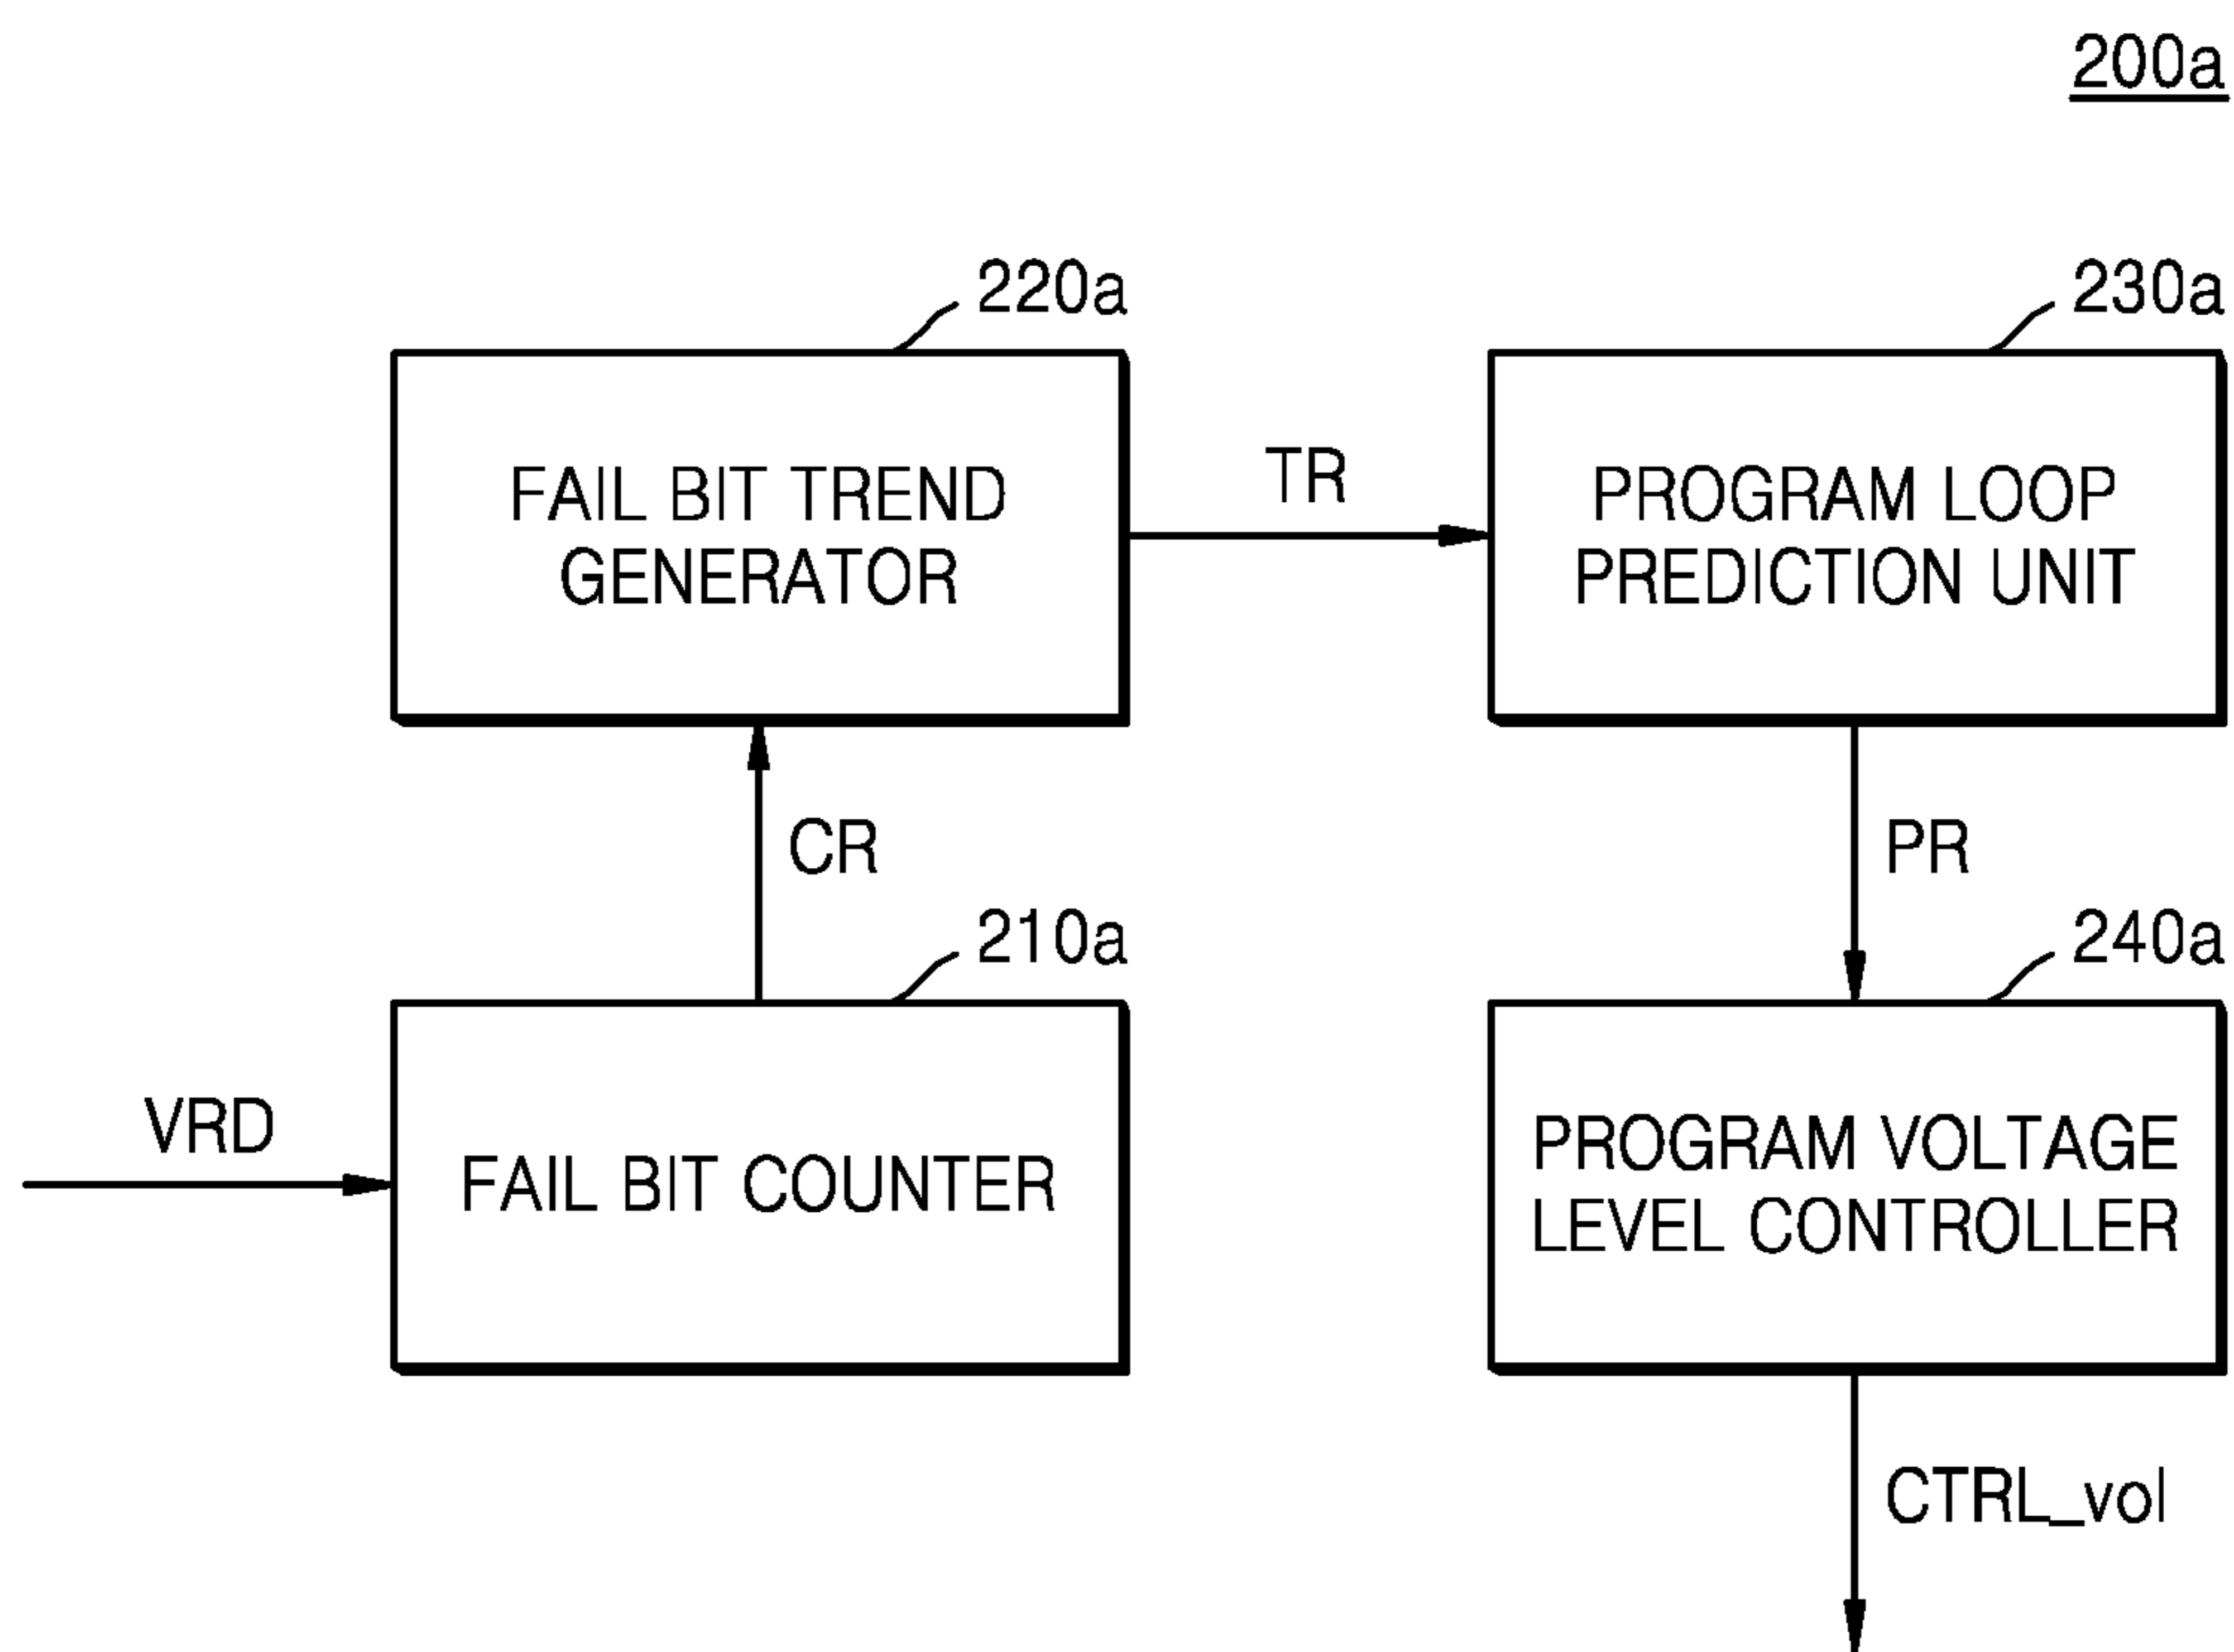 200a
220a
230a
FAIL BIT TREND
GENERATOR
TR
PROGRAM LOOP
PREDICTION UNIT
CR
PR
210a
240a
VRD
FAIL BIT COUNTER
PROGRAM VOLTAGE
LEVEL CONTROLLER
CTRL_vol